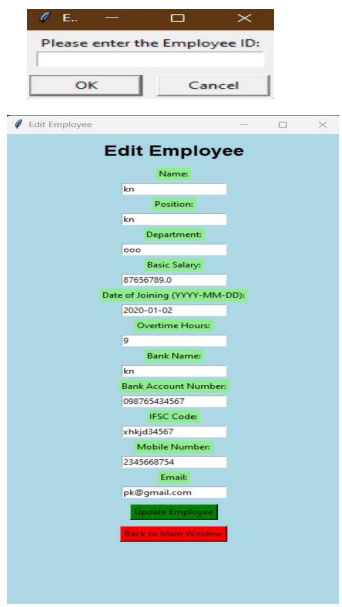 E..
Please enter the Employee ID:
OK Cancel
Edit Employee
Edit Employee
Name:
kn
Position:
kn
Department:
ooo
Basic Salary:
87656789.0
Date of Joining (YYYY-MM-DD):
2020-01-02
Overtime Hours:
9
Bank Name:
kn
Bank Account Number:
098765434567
IFSC Code:
xhkjd34567
Mobile Number:
2345668754
Email:
pk@gmail.com
Update Employee
Back to Main Window